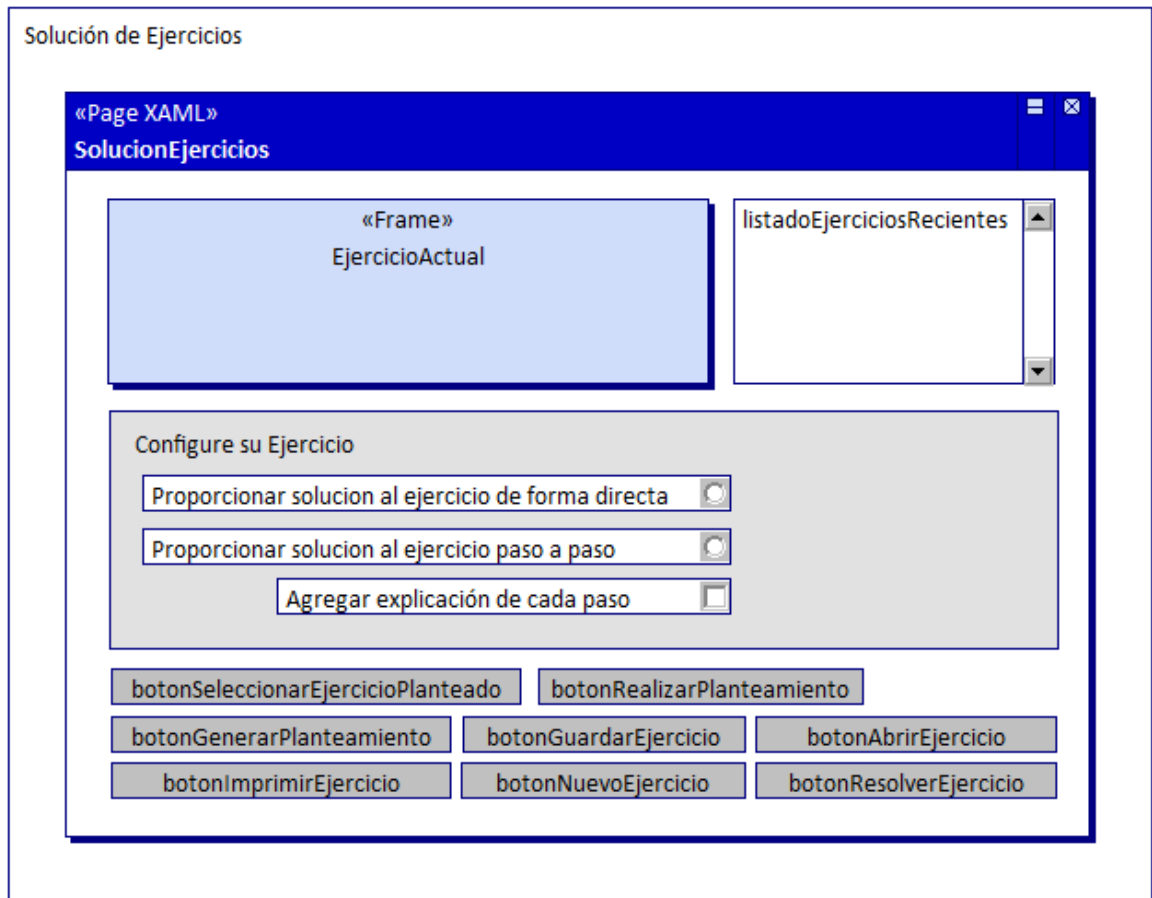 Solución de Ejercicios
«Page XAML»
SolucionEjercicios
«Frame»
EjercicioActual
listadoEjerciciosRecientes
Configure su Ejercicio
Proporcionar solucion al ejercicio de forma directa
Proporcionar solucion al ejercicio paso a paso
Agregar explicación de cada paso
botonSeleccionarEjercicioPlanteado botonRealizarPlanteamiento
botonGenerarPlanteamiento botonGuardarEjercicio botonAbrirEjercicio
botonImprimirEjercicio botonNuevoEjercicio botonResolverEjercicio